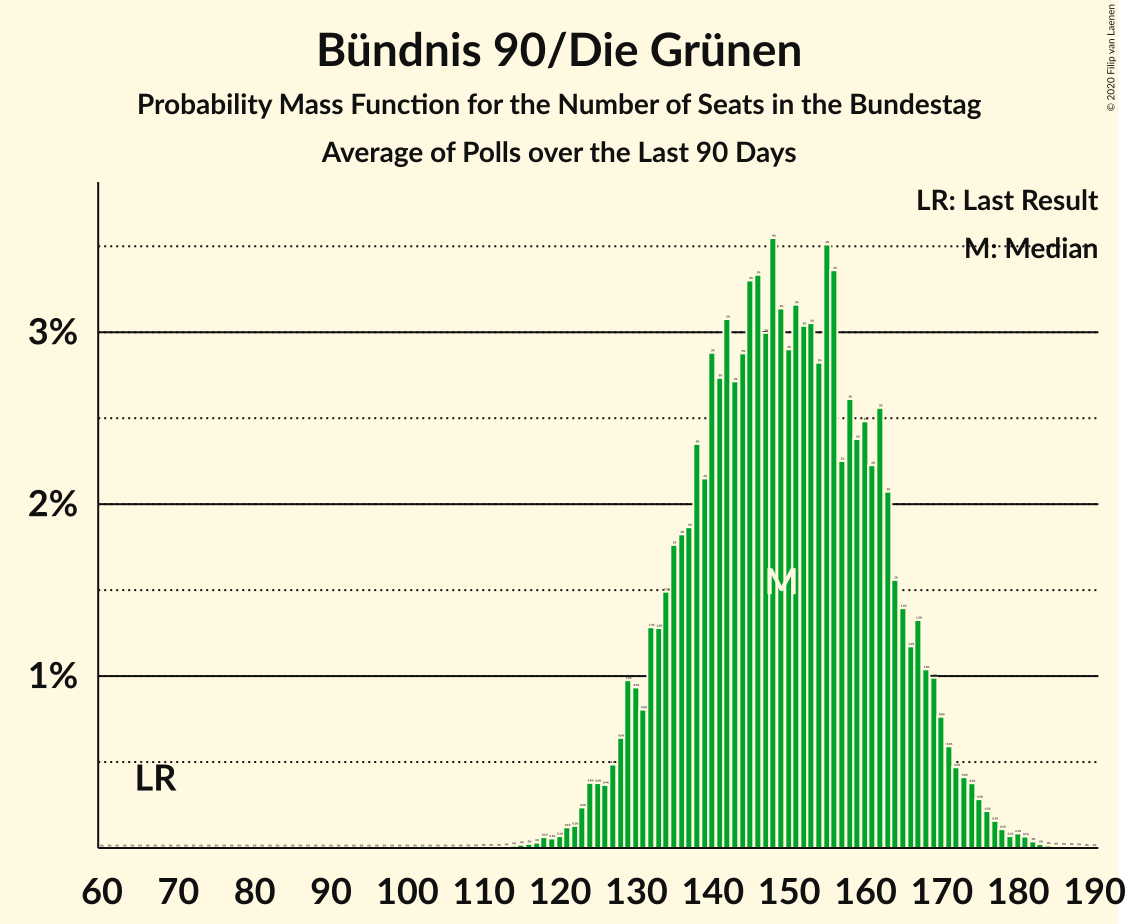 Bündnis 90/Die Grünen
Probability Mass Function for the Number of Seats in the Bundestag
Average of Polls over the Last 90 Days
© 2020 Filip van Laenen
LR: Last Result
M: Median
3%
2%
1%
M
LR
60 70 80 90 100 110 120 130 140 150 160 170 180 190